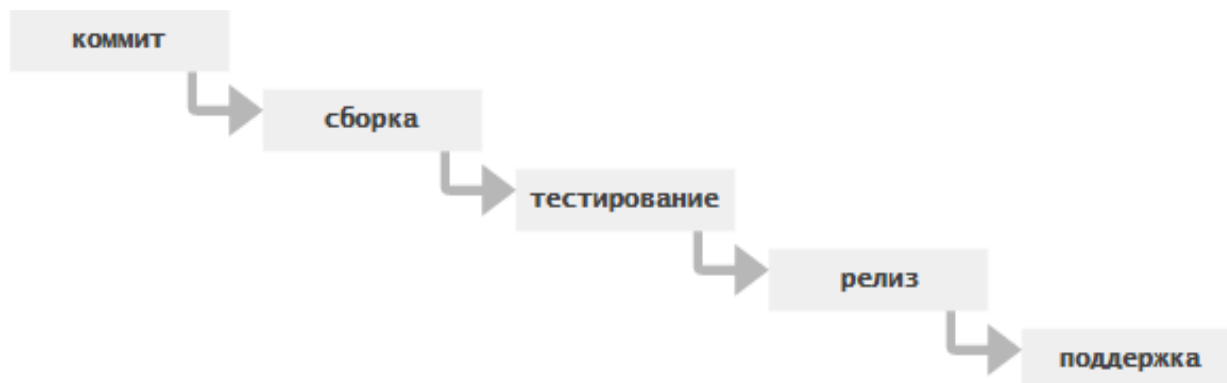 коммит
сборка
тестирование
релиз
поддержка